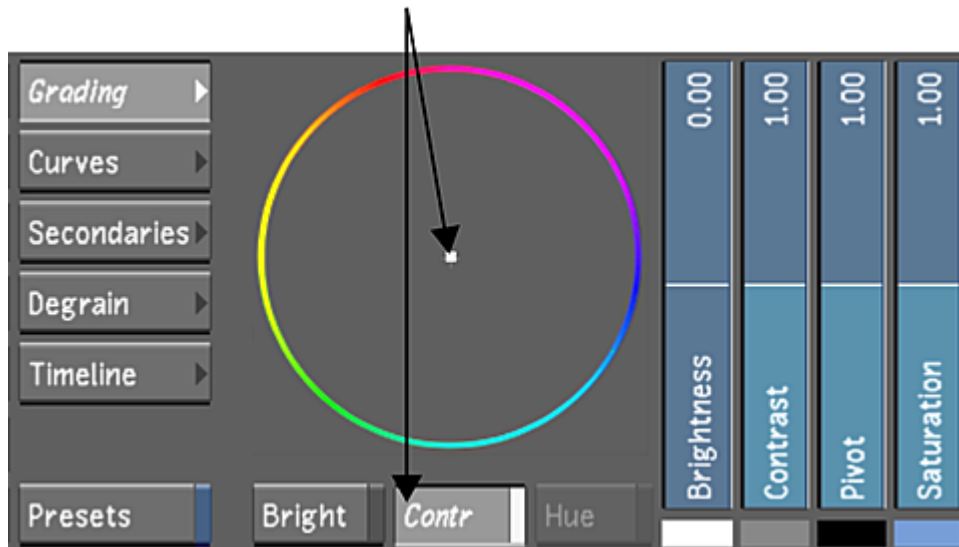 Grading
Curves
Secondaries
Degrain
Timeline
Presets
Bright
Contr
Hue
Brightness 0.00
Contrast 1.00
Pivot 1.00
Saturation 1.00